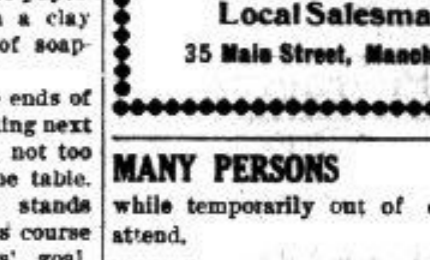 a clay
of soap-
ends of
ing next
not too
table.
stands
course
goal,
Local Salesma
35 Main Street, Manch
MANY PERSONS
while temporarily out of
attend.